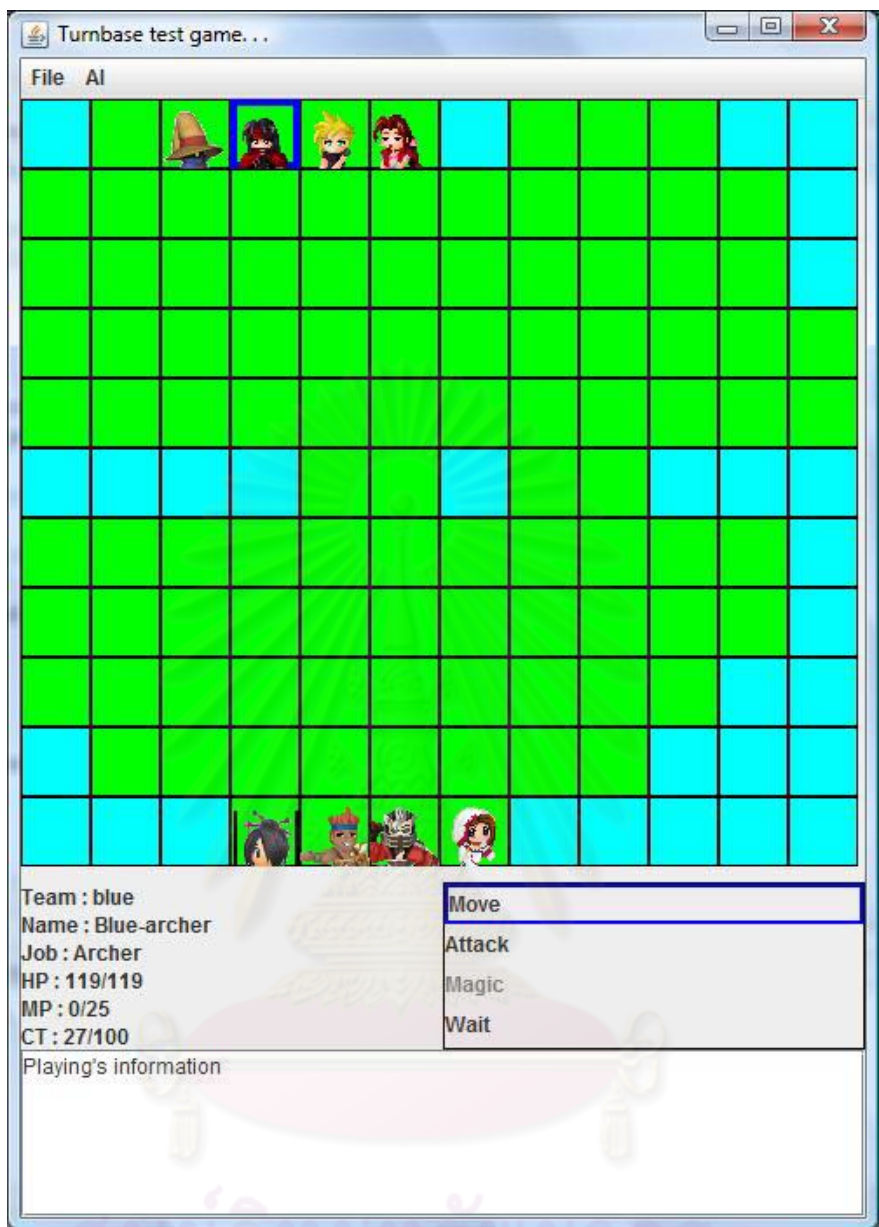 Turnbase test game. . .
File AI
Team : blue
Name : Blue-archer
Job : Archer
HP : 119/119
MP : 0/25
CT : 27/100
Move
Attack
Magic
Wait
Playing's information